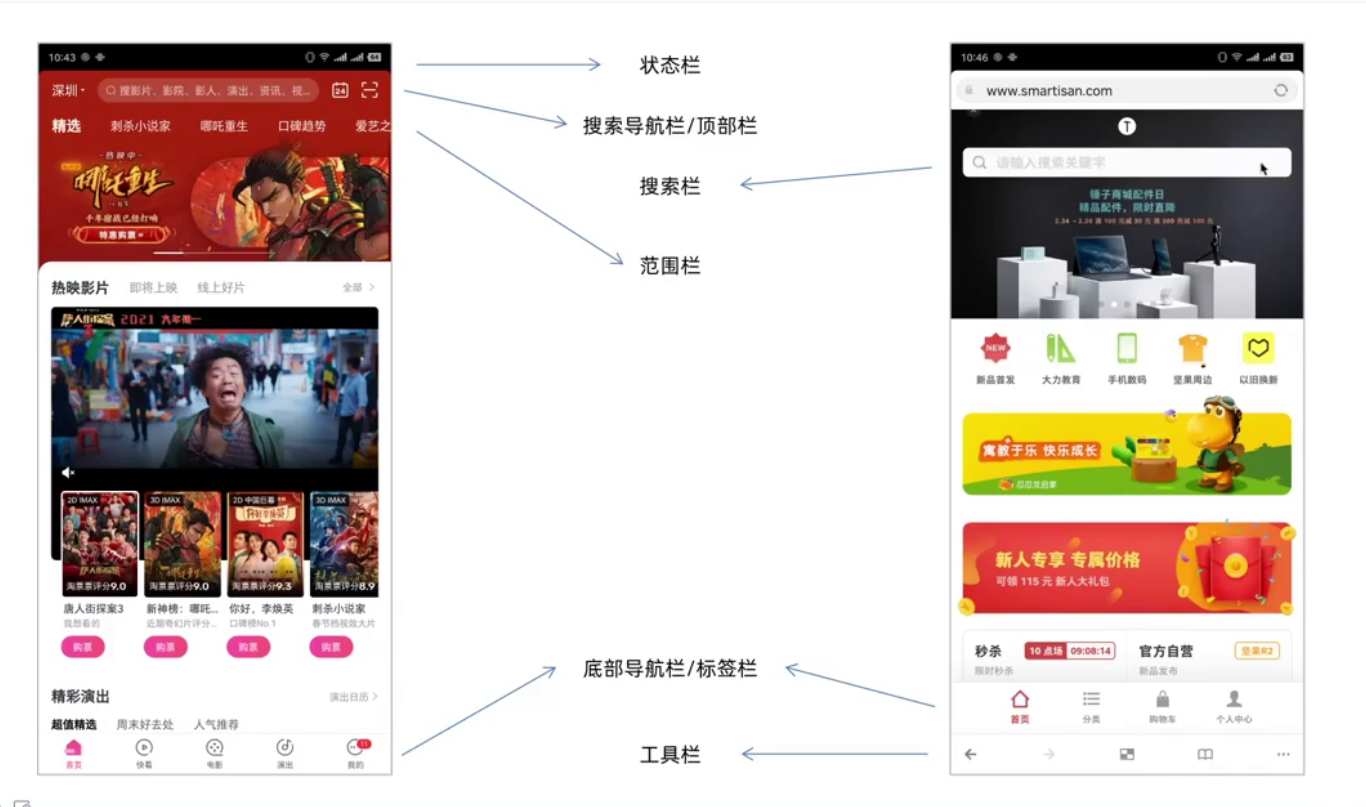 10:43
64
深圳
搜影片、影院、影人、演出、资讯、视...
24
精选 刺杀小说家 哪吒重生 口碑趋势 爱艺之
热映中
哪吒重生
千年宿战已经打响
特惠购票
热映影片 即将上映 线上好片 全部
唐人街探案 2021 大年初一
2D IMAX
3D IMAX
2D 中国巨幕
3D IMAX
淘票票评分9.0
淘票票评分9.0
淘票票评分9.3
淘票票评分8.9
唐人街探案3 新神榜：哪吒... 你好，李焕英 刺杀小说家
我想看的 近期奇幻片评分... 口碑榜No.1 春节档视效大片
购票 购票 购票 购票
精彩演出 演出日历
超值精选 周末好去处 人气推荐
11
首页 快看 电影 演出 我的
状态栏
搜索导航栏/顶部栏
搜索栏
范围栏
底部导航栏/标签栏
工具栏
10:46
63
www.smartisan.com
T
请输入搜索关键字
锤子商城配件日
精品配件，限时直降
NEW
新品首发 大力教育 手机数码 坚果周边 以旧换新
寓教于乐 快乐成长
瓜瓜龙启蒙
新人专享 专属价格
可领 115 元 新人大礼包
秒杀 10 点场 09:08:14 官方自营 坚果R2
限时秒杀 新品发布
首页 分类 购物车 个人中心